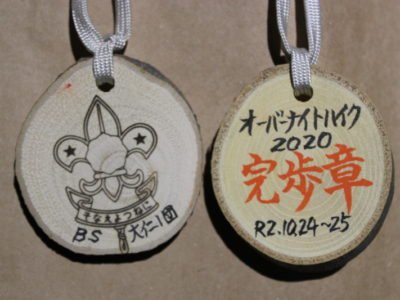 そなえよつねに
BS 大仁1団
オーバーナイトハイク
2020
完歩章
R2.10.24~25